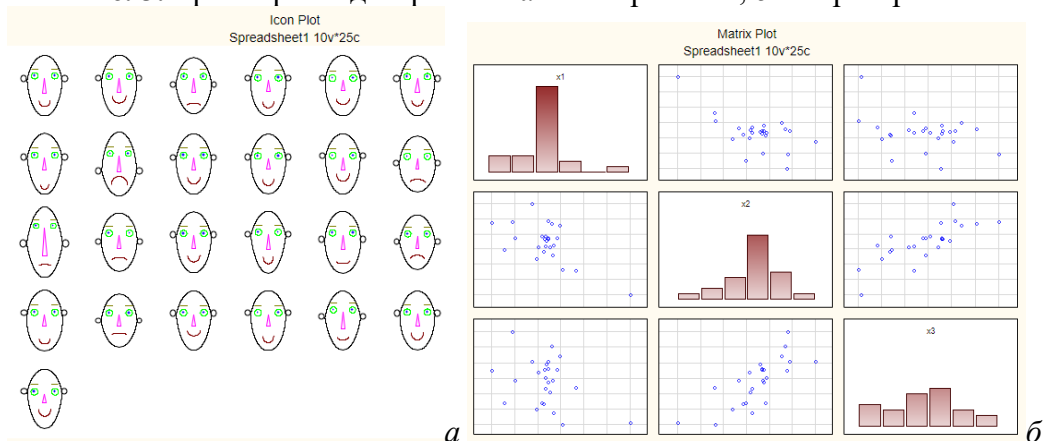 Icon Plot
Spreadsheet1 10v*25c
Matrix Plot
Spreadsheet1 10v*25c
x1
x2
x3
а
б